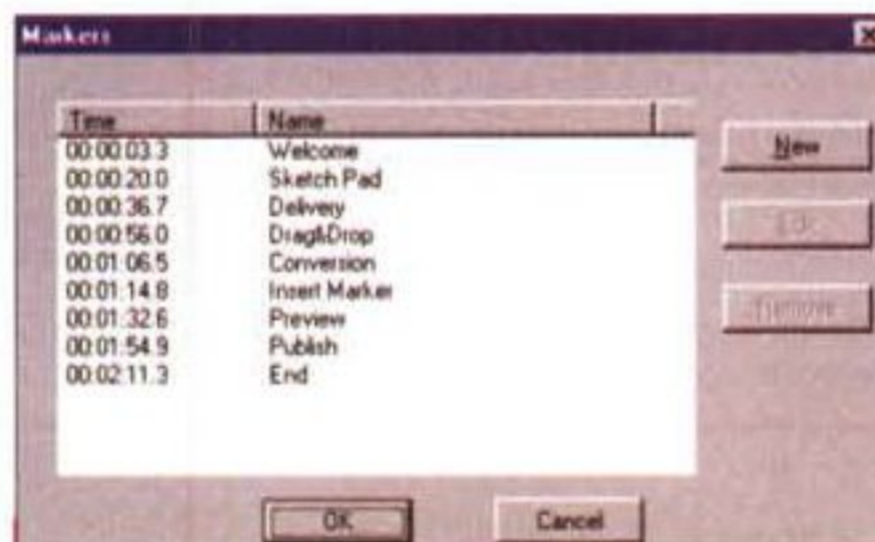 Markers
Time Name
00:00:03.3 Welcome
00:00:20.0 Sketch Pad
00:00:36.7 Delivery
00:00:56.0 Drag&Drop
00:01:06.5 Conversion
00:01:14.8 Insert Marker
00:01:32.6 Preview
00:01:54.9 Publish
00:02:11.3 End
New
Edit
Remove
OK Cancel